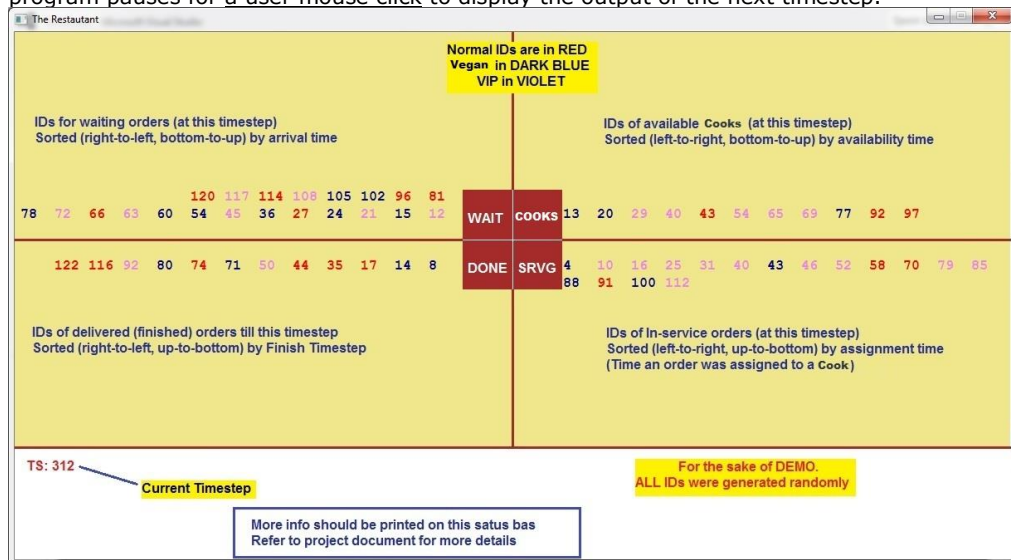 program pauses for a user mouse click to display the output of the next timestep.
The Restautant
Normal IDs are in RED
Vegan in DARK BLUE
VIP in VIOLET
IDs for waiting orders (at this timestep)
Sorted (right-to-left, bottom-to-up) by arrival time
IDs of available Cooks (at this timestep)
Sorted (left-to-right, bottom-to-up) by availability time
120 117 114 108 105 102 96 81
78 72 66 63 60 54 45 36 27 24 21 15 12
WAIT
COOKS
13 20 29 40 43 54 65 69 77 92 97
122 116 92 80 74 71 50 44 35 17 14 8
DONE
SRVG
4 10 16 25 31 40 43 46 52 58 70 79 85
88 91 100 112
IDs of delivered (finished) orders till this timestep
Sorted (right-to-left, up-to-bottom) by Finish Timestep
IDs of In-service orders (at this timestep)
Sorted (left-to-right, up-to-bottom) by assignment time
(Time an order was assigned to a Cook)
TS: 312
Current Timestep
For the sake of DEMO.
ALL IDs were generated randomly
More info should be printed on this satus bas
Refer to project document for more details